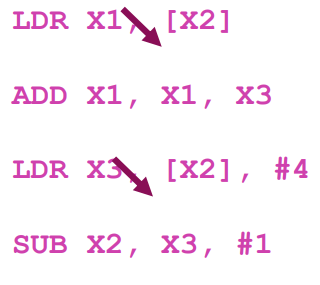 LDR X1, [X2]
ADD X1, X1, X3
LDR X3, [X2], #4
SUB X2, X3, #1